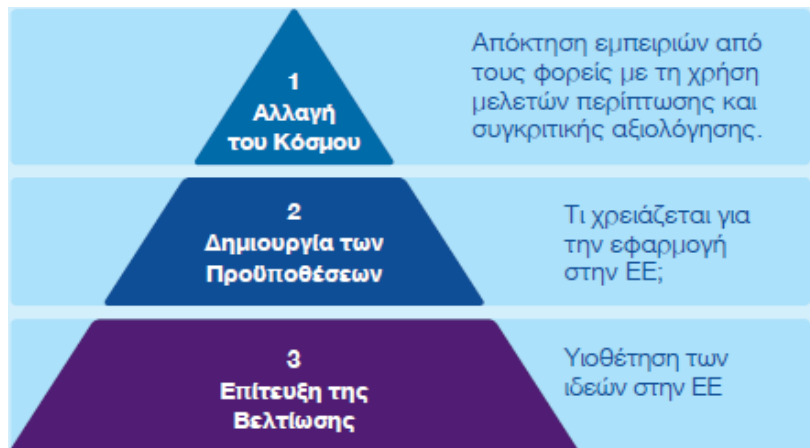 1
Αλλαγή
του Κόσμου
Απόκτηση εμπειριών από
τους φορείς με τη χρήση
μελετών περίπτωσης και
συγκριτικής αξιολόγησης.
2
Δημιουργία των
Προϋποθέσεων
Τι χρειάζεται για
την εφαρμογή
στην ΕΕ;
3
Επίτευξη της
Βελτίωσης
Υιοθέτηση των
ιδεών στην ΕΕ